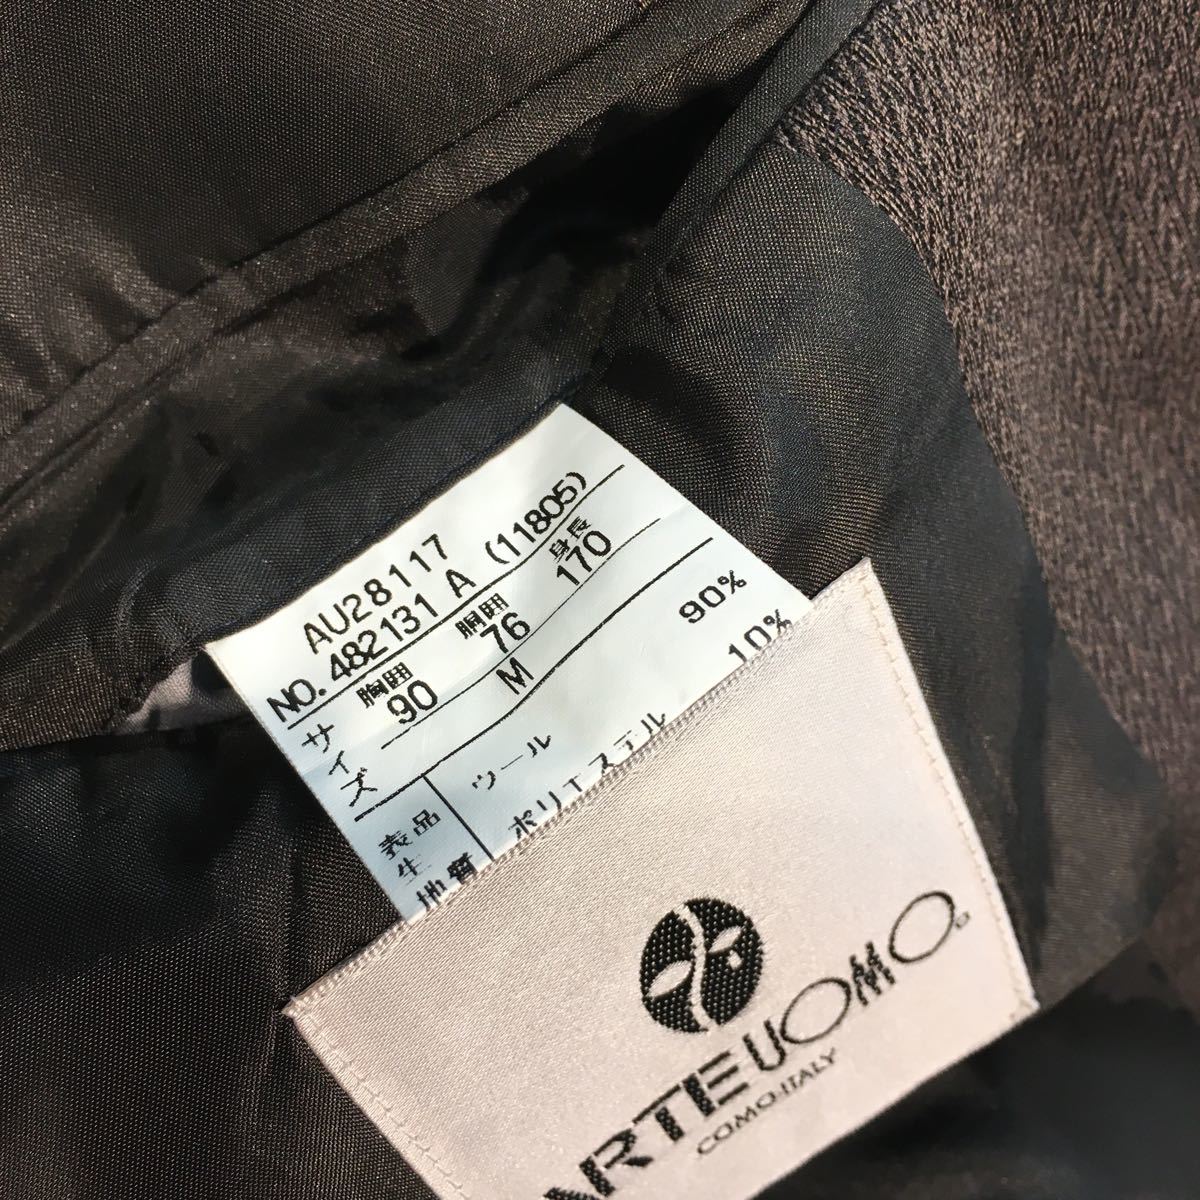 AU28117
NO. 482131 A (11805)
サイズ
胸囲 胴囲 身長
90 76 170
M
表品
生
地質
ウール 90%
ポリエステル 10%
ARTE UOMO
COMO-ITALY